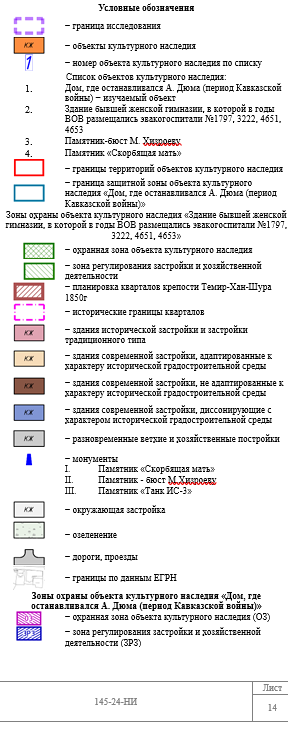 Условные обозначения
– граница исследования
КЖ – объекты культурного наследия
1 – номер объекта культурного наследия по списку
Список объектов культурного наследия:
1. Дом, где останавливался А. Дюма (период Кавказской
войны) – изучаемый объект
2. Здание бывшей женской гимназии, в которой в годы
ВОВ размещались эвакогоспитали №1797, 3222, 4651,
4653
3. Памятник-бюст М. Хизроеву
4. Памятник «Скорбящая мать»
– границы территорий объектов культурного наследия
– граница защитной зоны объекта культурного
наследия «Дом, где останавливался А. Дюма (период
Кавказской войны)»
Зоны охраны объекта культурного наследия «Здание бывшей женской
гимназии, в которой в годы ВОВ размещались эвакогоспитали №1797,
3222, 4651, 4653»
– охранная зона объекта культурного наследия
– зона регулирования застройки и хозяйственной
деятельности
– планировка кварталов крепости Темир-Хан-Шура
1850г
– исторические границы кварталов
КЖ – здания исторической застройки и застройки
традиционного типа
КЖ – здания современной застройки, адаптированные к
характеру исторической градостроительной среды
КЖ – здания современной застройки, не адаптированные к
характеру исторической градостроительной среды
КЖ – здания современной застройки, диссонирующие с
характером исторической градостроительной среды
КЖ – разновременные ветхие и хозяйственные постройки
– монументы
I. Памятник «Скорбящая мать»
II. Памятник - бюст М.Хизроеву
III. Памятник «Танк ИС-3»
КЖ – окружающая застройка
– озеленение
– дороги, проезды
– границы по данным ЕГРН
Зоны охраны объекта культурного наследия «Дом, где
останавливался А. Дюма (период Кавказской войны)»
– охранная зона объекта культурного наследия (ОЗ)
– зона регулирования застройки и хозяйственной
деятельности (ЗРЗ)
145-24-НИ
Лист
14